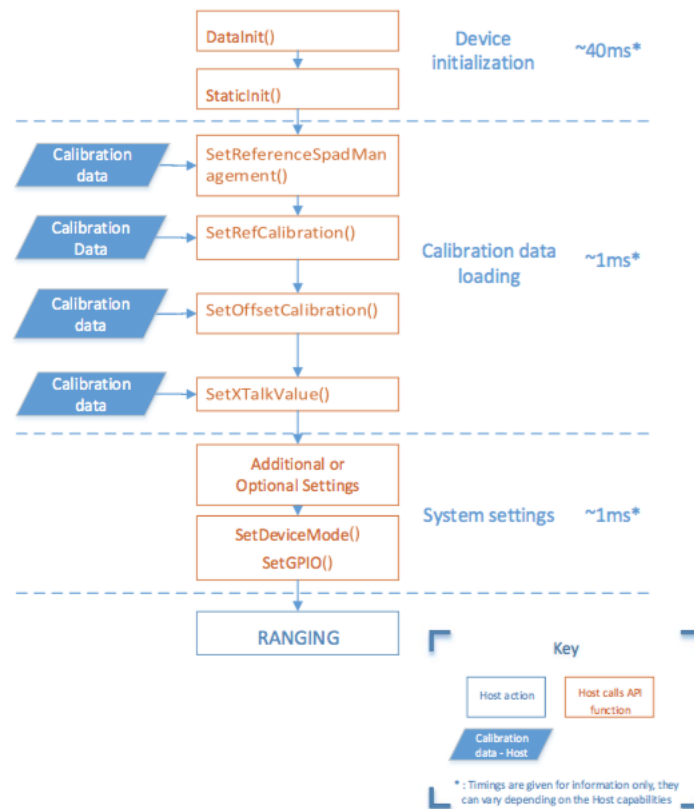 DataInit()
Device
initialization
~40ms*
StaticInit()
Calibration
data
SetReferenceSpadMan
agement()
Calibration
Data
SetRefCalibration()
Calibration data
loading
~1ms*
Calibration
data
SetOffsetCalibration()
Calibration
data
SetXTalkValue()
Additional or
Optional Settings
System settings
~1ms*
SetDeviceMode()
SetGPIO()
RANGING
Key
Host action
Host calls API
function
Calibration
data - Host
* : Timings are given for information only, they
can vary depending on the Host capabilities